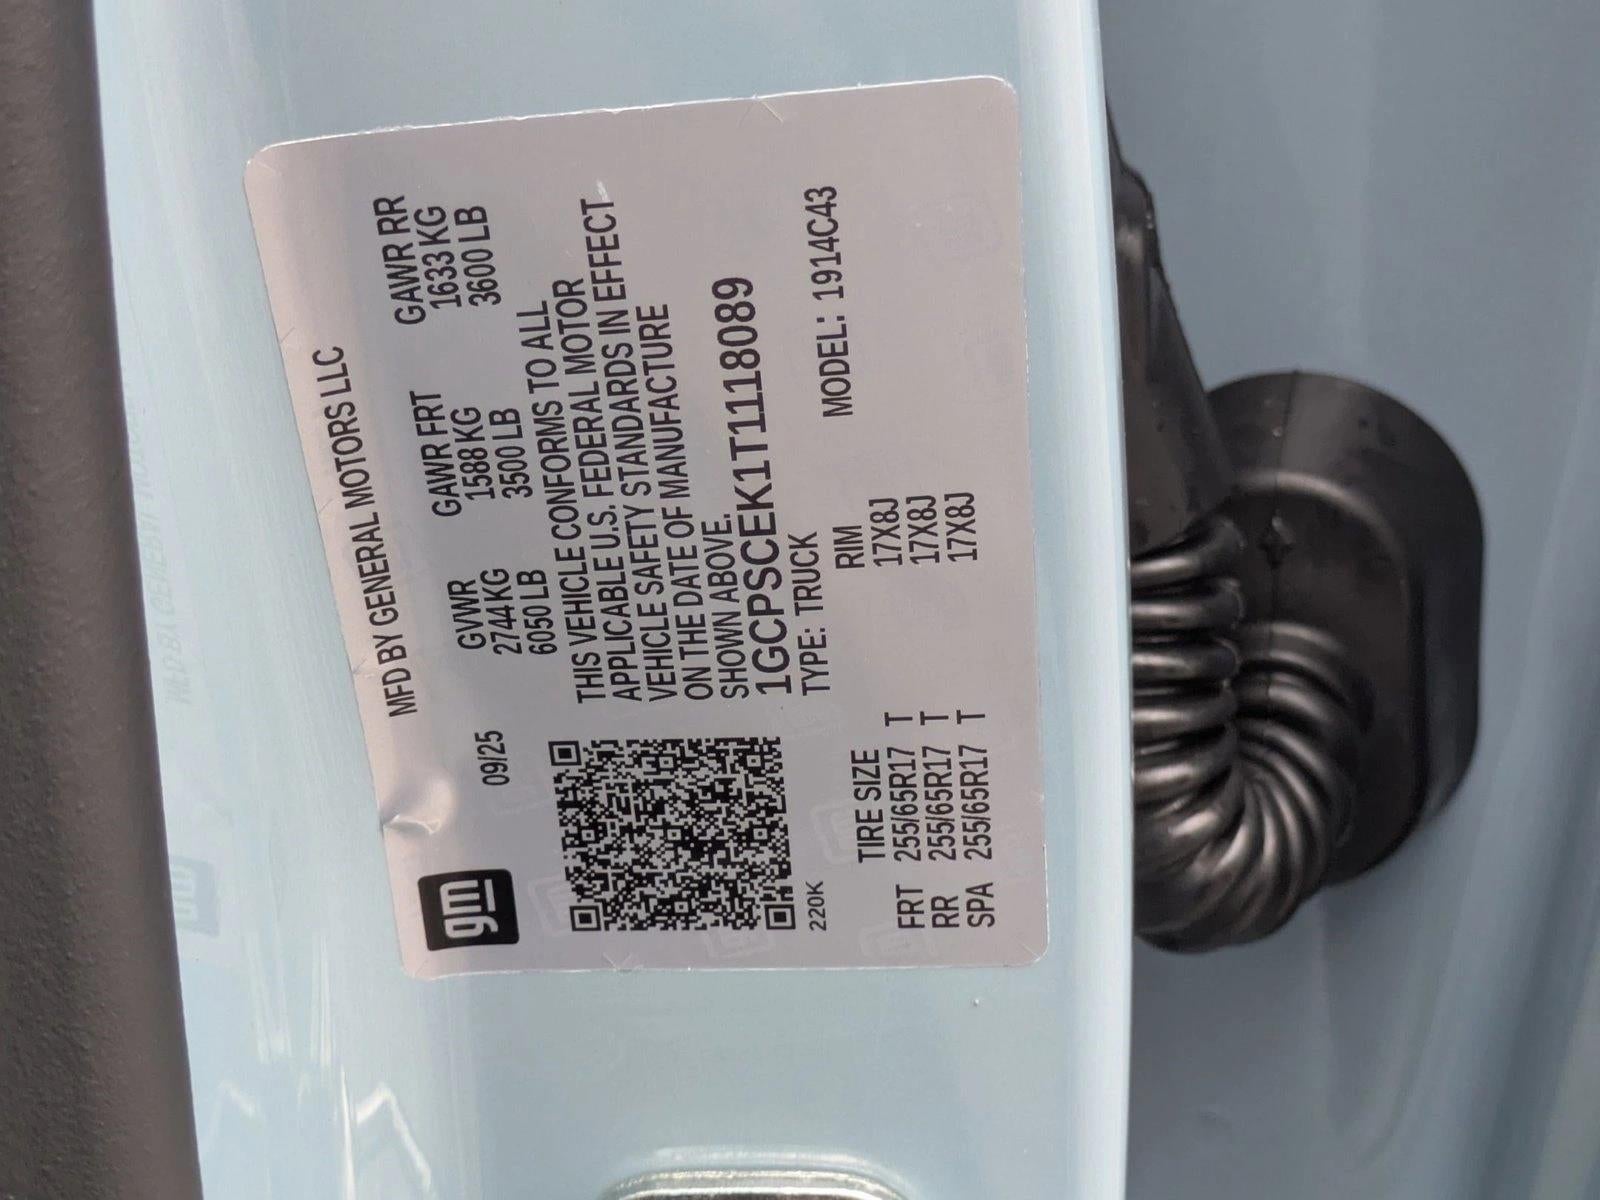 gm
MFD BY GENERAL MOTORS LLC
09/25
GVWR GAWR FRT GAWR RR
2744 KG 1588 KG 1633 KG
6050 LB 3500 LB 3600 LB
THIS VEHICLE CONFORMS TO ALL
APPLICABLE U.S. FEDERAL MOTOR
VEHICLE SAFETY STANDARDS IN EFFECT
ON THE DATE OF MANUFACTURE
SHOWN ABOVE.
1GCPSCEK1T1118089
TYPE: TRUCK MODEL: 1914C43
220K
TIRE SIZE RIM
FRT 255/65R17 T 17X8J
RR 255/65R17 T 17X8J
SPA 255/65R17 T 17X8J